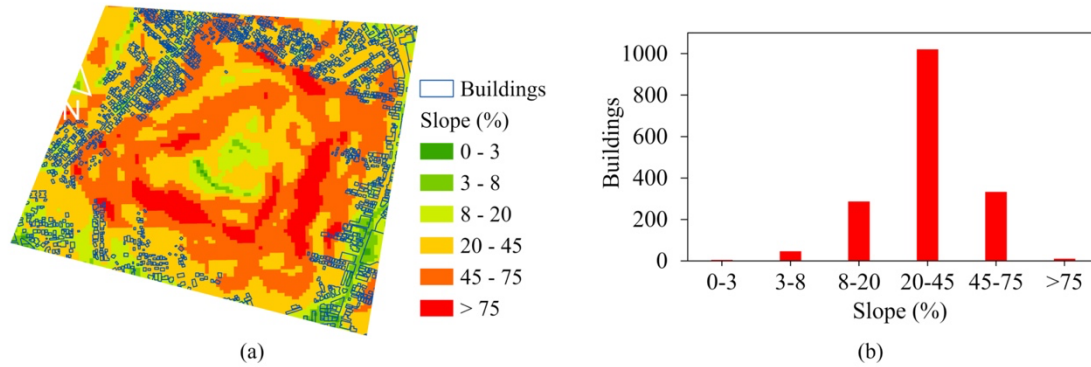 N
Buildings
Slope (%)
0 - 3
3 - 8
8 - 20
20 - 45
45 - 75
> 75
(a)
Buildings
1000
800
600
400
200
0
0-3 3-8 8-20 20-45 45-75 >75
Slope (%)
(b)